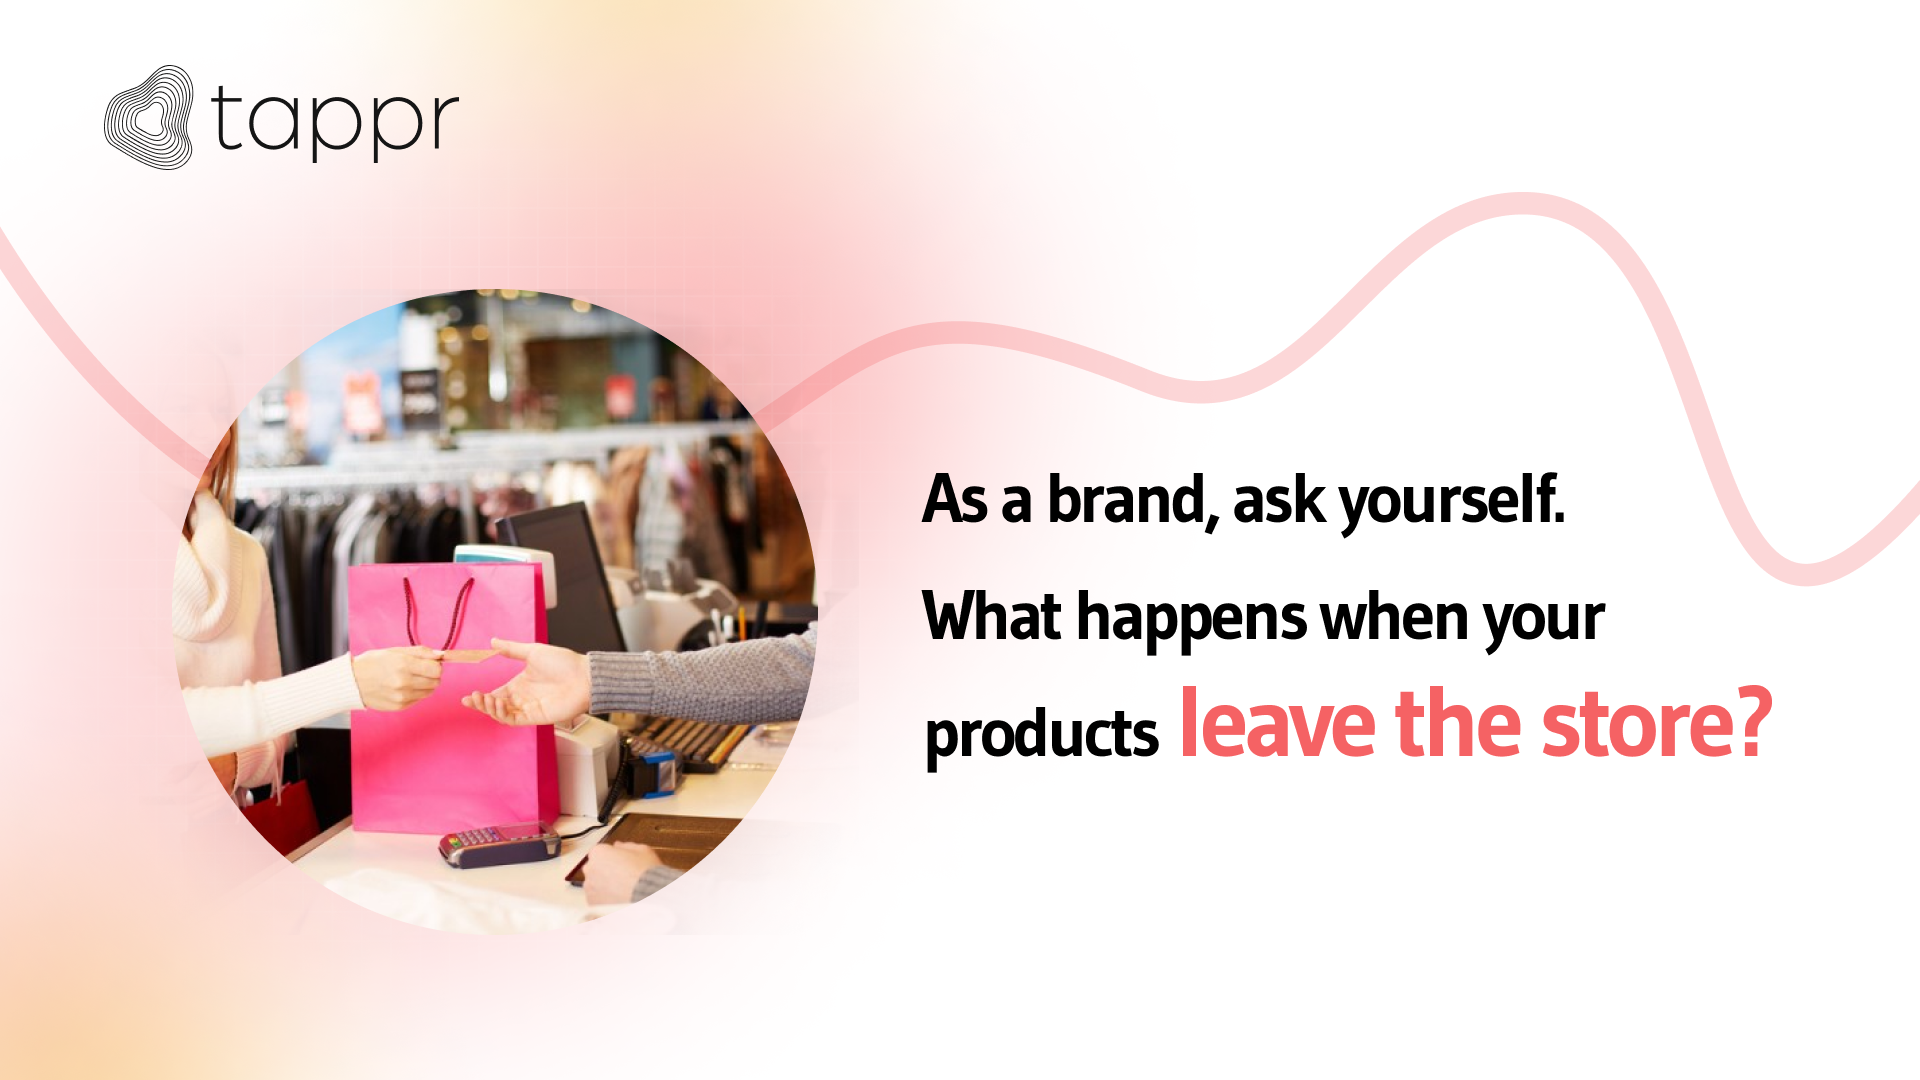 tappr
As a brand, ask yourself.
What happens when your
products leave the store?